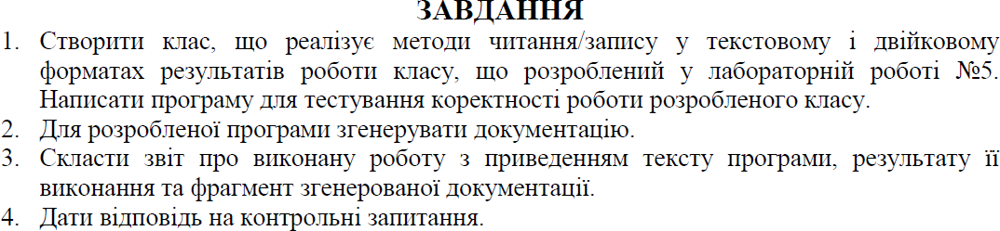 ЗАВДАННЯ
1. Створити клас, що реалізує методи читання/запису у текстовому і двійковому
форматах результатів роботи класу, що розроблений у лабораторній роботі №5.
Написати програму для тестування коректності роботи розробленого класу.
2. Для розробленої програми згенерувати документацію.
3. Скласти звіт про виконану роботу з приведенням тексту програми, результату її
виконання та фрагмент згенерованої документації.
4. Дати відповідь на контрольні запитання.